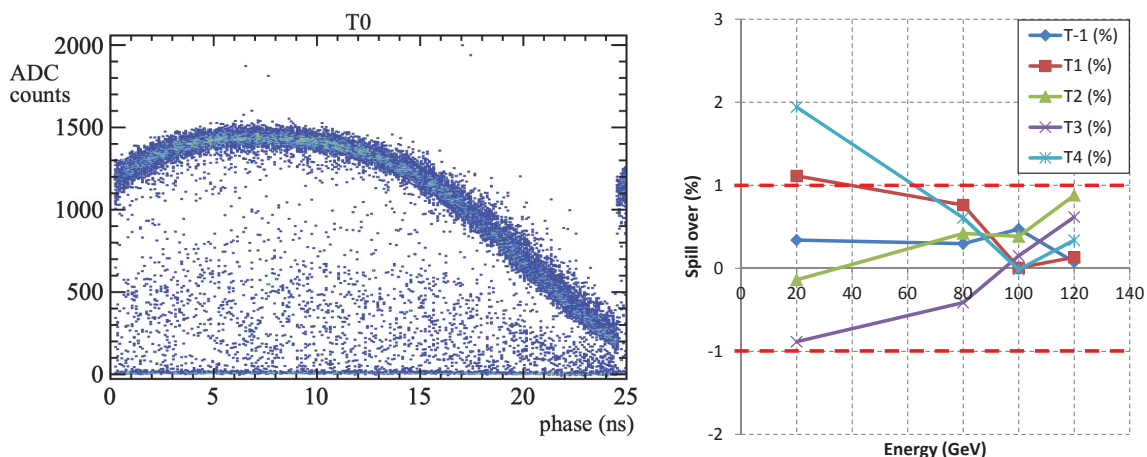 T0
ADC
counts
2000
1500
1000
500
0
0 5 10 15 20 25
phase (ns)
3
2
1
0
-1
-2
0 20 40 60 80 100 120 140
Spill over (%)
Energy (GeV)
T-1 (%)
T1 (%)
T2 (%)
T3 (%)
T4 (%)